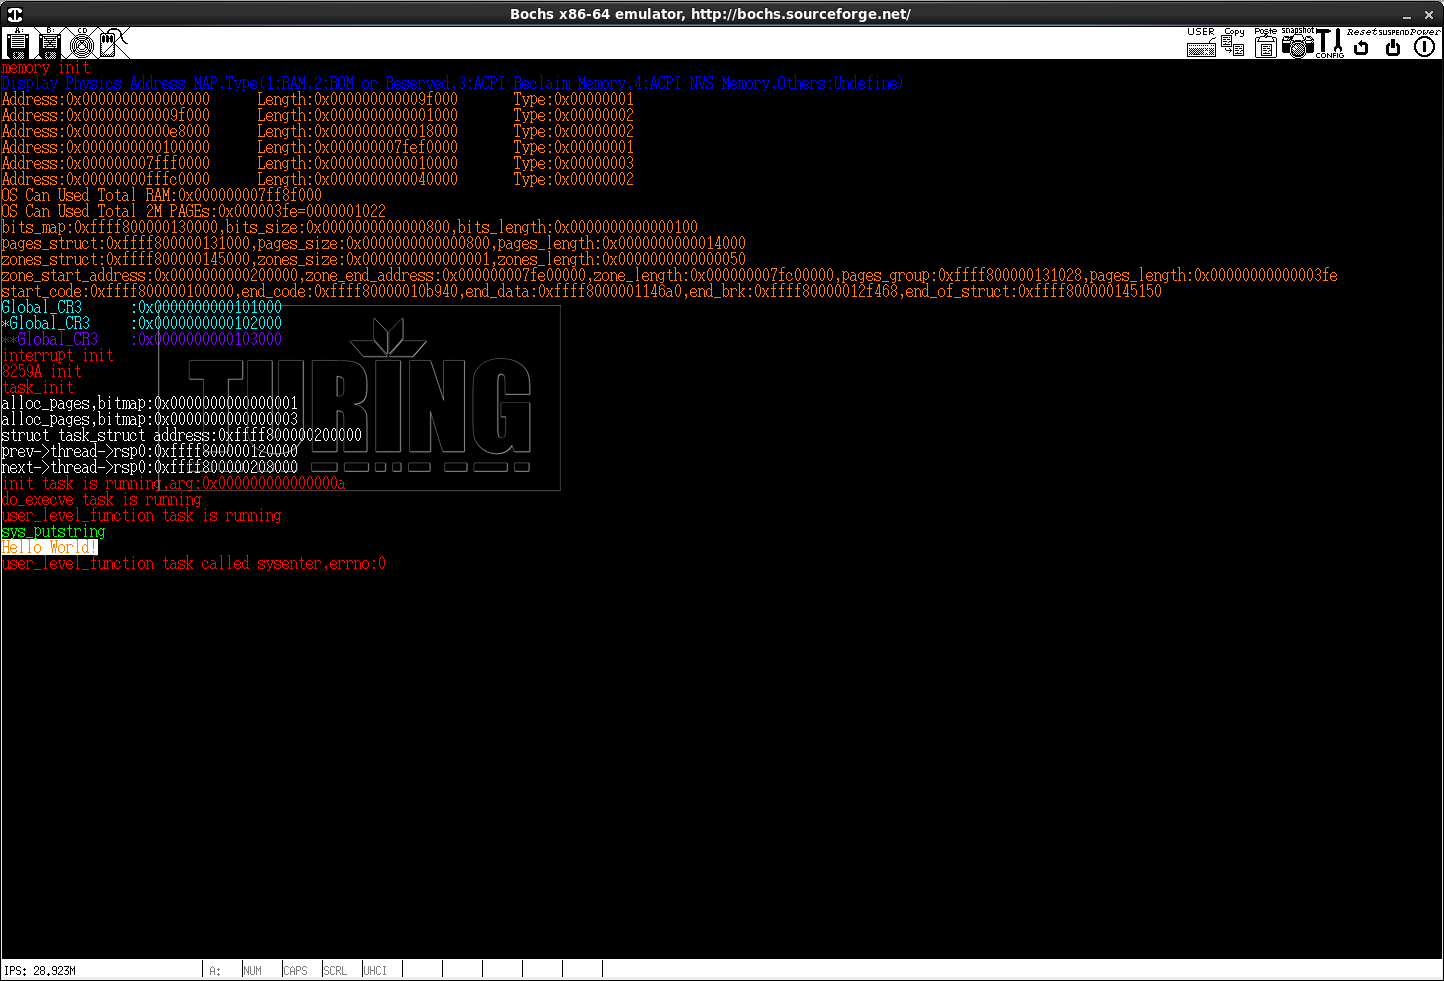 Bochs x86-64 emulator, http://bochs.sourceforge.net/
A: B: CD USER Copy Paste snapshot CONFIG Reset SUSPEND Power
memory init
Display Physics Address MAP,Type(1:RAM,2:ROM or Reserved,3:ACPI Reclaim Memory,4:ACPI NVS Memory,Others:Undefine)
Address:0x0000000000000000 Length:0x000000000009f000 Type:0x00000001
Address:0x000000000009f000 Length:0x0000000000001000 Type:0x00000002
Address:0x00000000000e8000 Length:0x0000000000018000 Type:0x00000002
Address:0x0000000000100000 Length:0x000000007fef0000 Type:0x00000001
Address:0x000000007fff0000 Length:0x0000000000010000 Type:0x00000003
Address:0x00000000fffc0000 Length:0x0000000000040000 Type:0x00000002
OS Can Used Total RAM:0x000000007ff8f000
OS Can Used Total 2M PAGEs:0x000003fe=0000001022
bits_map:0xffff800000130000,bits_size:0x0000000000000800,bits_length:0x0000000000000100
pages_struct:0xffff800000131000,pages_size:0x0000000000000800,pages_length:0x0000000000014000
zones_struct:0xffff800000145000,zones_size:0x0000000000000001,zones_length:0x0000000000000050
zone_start_address:0x0000000000200000,zone_end_address:0x000000007fe00000,zone_length:0x000000007fc00000,pages_group:0xffff800000131028,pages_length:0x00000000000003fe
start_code:0xffff800000100000,end_code:0xffff80000010b940,end_data:0xffff8000001146a0,end_brk:0xffff80000012f468,end_of_struct:0xffff800000145150
Global_CR3 :0x0000000000101000
*Global_CR3 :0x0000000000102000
**Global_CR3 :0x0000000000103000
interrupt init
8259A init
task_init
TURING
alloc_pages,bitmap:0x0000000000000001
alloc_pages,bitmap:0x0000000000000003
struct task_struct address:0xffff800000200000
prev->thread->rsp0:0xffff800000120000
next->thread->rsp0:0xffff800000208000
init task is running,arg:0x000000000000000a
do_execve task is running
user_level_function task is running
sys_putstring
Hello World!
user_level_function task called sysenter,errno:0
IPS: 28.923M A: NUM CAPS SCRL UHCI